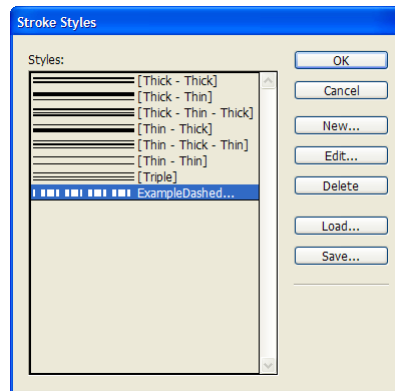 Stroke Styles
Styles:
[Thick - Thick]
[Thick - Thin]
[Thick - Thin - Thick]
[Thin - Thick]
[Thin - Thick - Thin]
[Thin - Thin]
[Triple]
ExampleDashed...
OK
Cancel
New...
Edit...
Delete
Load...
Save...